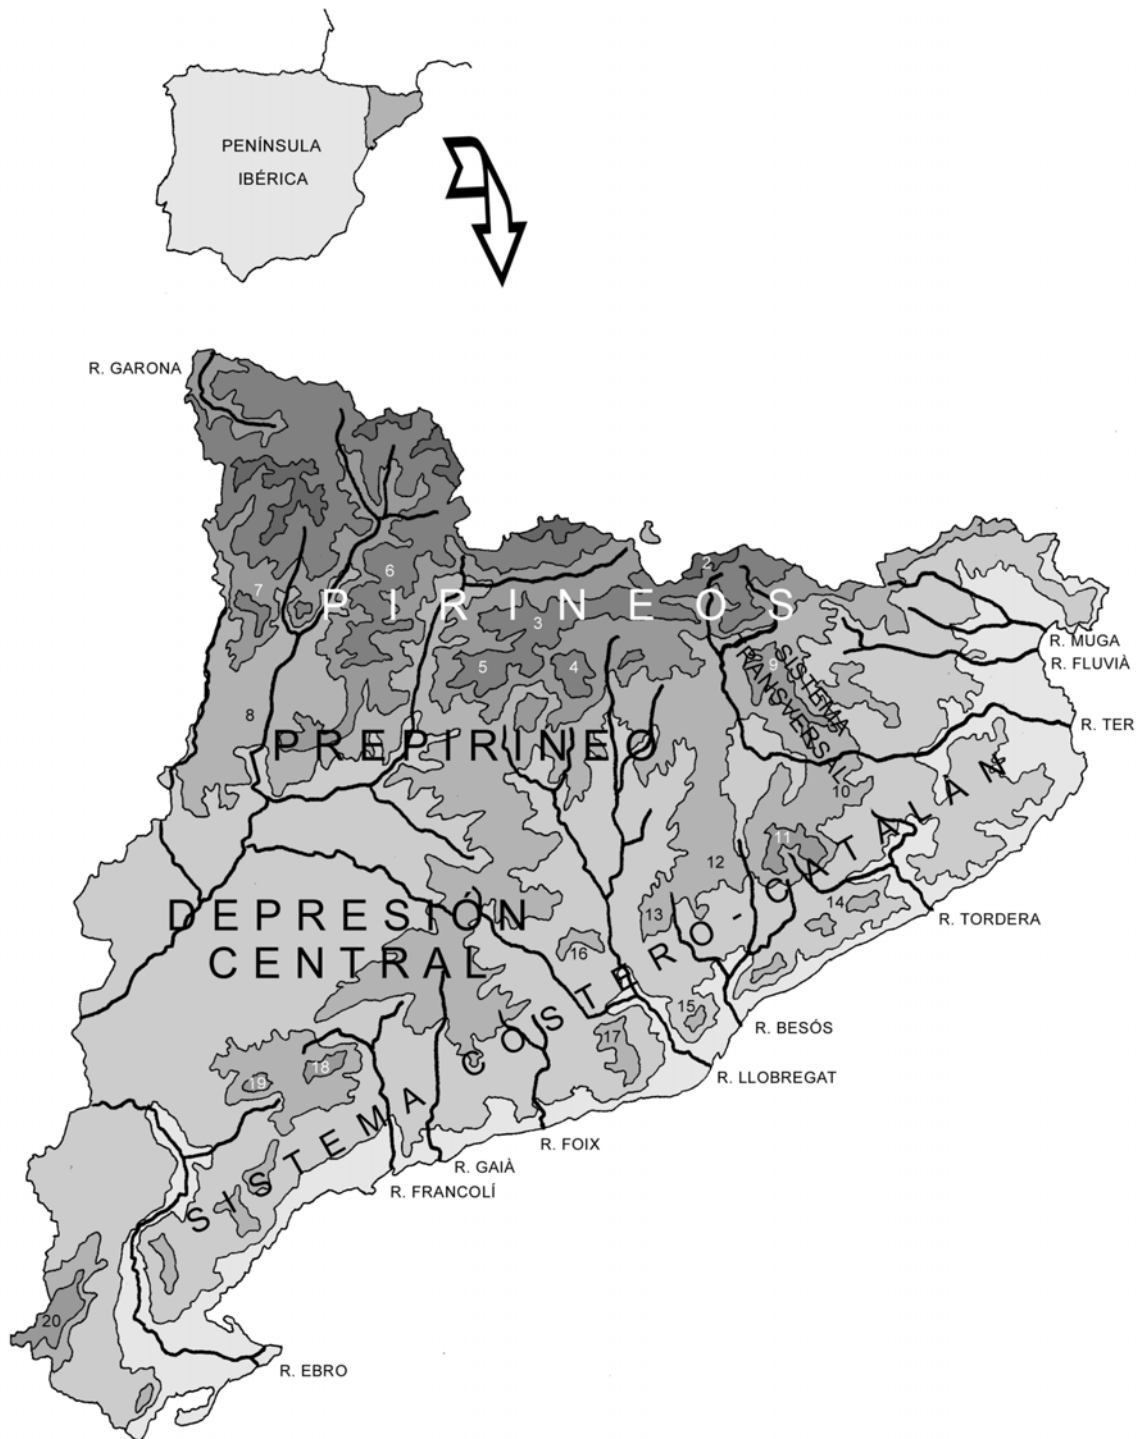 PENÍNSULA
IBÉRICA
R. GARONA
2
6
7
PIRINEOS
3
R. MUGA
SISTEMA
TRANSVERSAL
9
5
4
R. FLUVIÀ
8
R. TER
PREPIRINEO
10
11
12
14
13
DEPRESIÓN
CENTRAL
R. TORDERA
16
15
R. BESÓS
17
18
19
R. LLOBREGAT
SISTEMA COSTERO-CATALÁN
R. FOIX
R. GAIÀ
R. FRANCOLÍ
20
R. EBRO